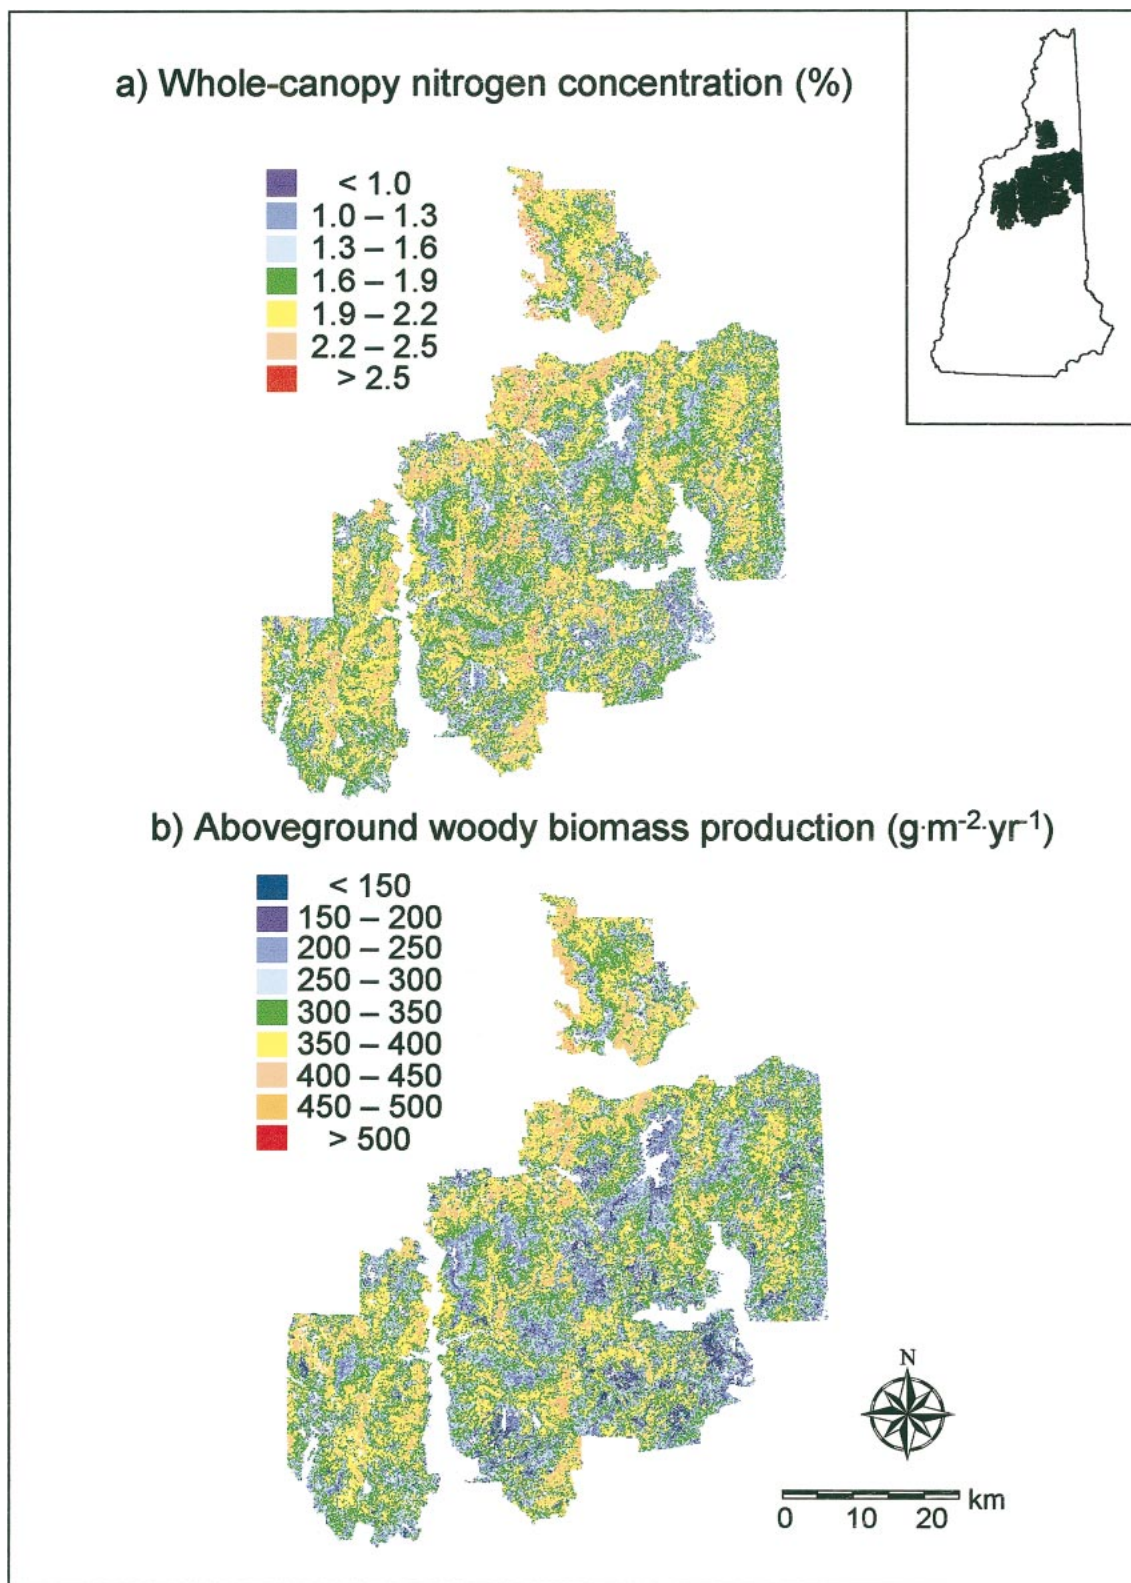 a) Whole-canopy nitrogen concentration (%)
< 1.0
1.0 – 1.3
1.3 – 1.6
1.6 – 1.9
1.9 – 2.2
2.2 – 2.5
> 2.5
b) Aboveground woody biomass production (g·m⁻²·yr⁻¹)
< 150
150 – 200
200 – 250
250 – 300
300 – 350
350 – 400
400 – 450
450 – 500
> 500
N
km
0 10 20